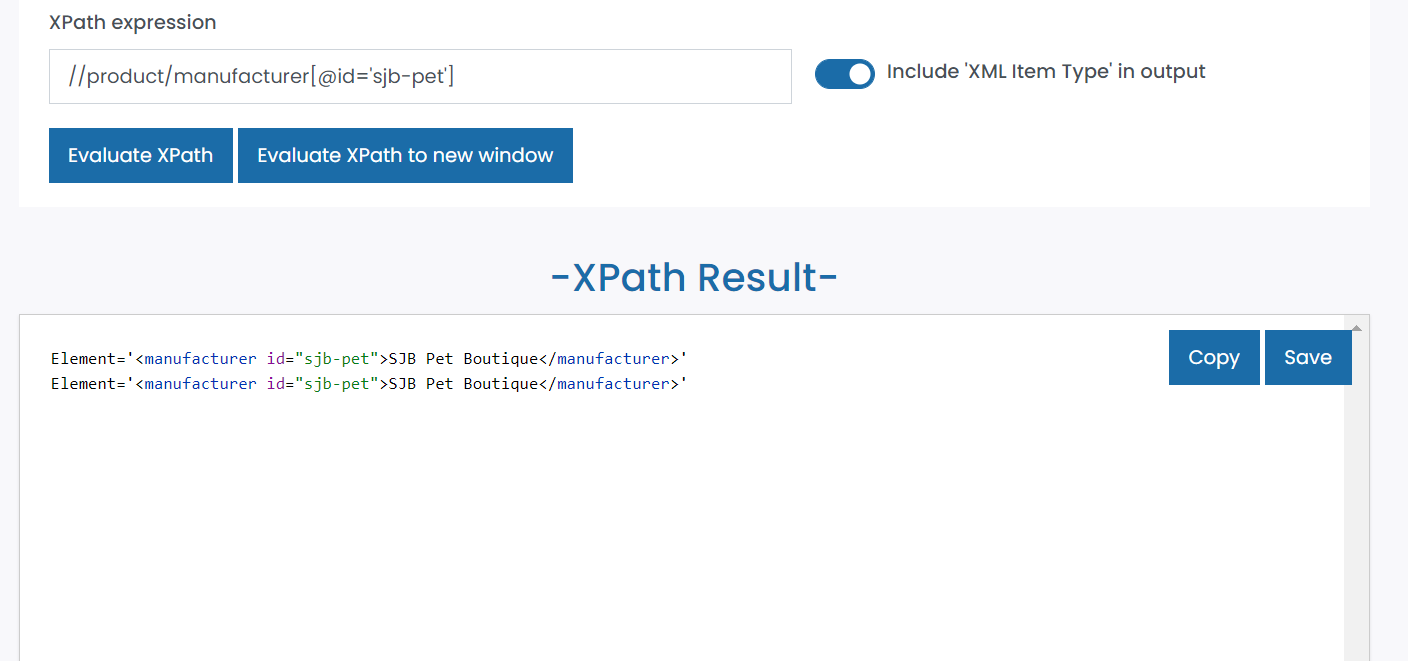 XPath expression
//product/manufacturer[@id='sjb-pet']
Include 'XML Item Type' in output
Evaluate XPath
Evaluate XPath to new window
-XPath Result-
Element='<manufacturer id="sjb-pet">SJB Pet Boutique</manufacturer>'
Element='<manufacturer id="sjb-pet">SJB Pet Boutique</manufacturer>'
Copy
Save